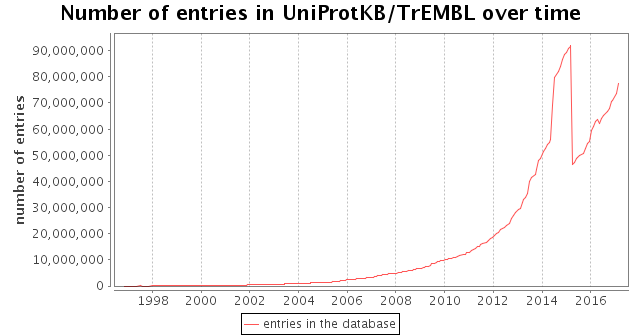 Number of entries in UniProtKB/TrEMBL over time
number of entries
90,000,000
80,000,000
70,000,000
60,000,000
50,000,000
40,000,000
30,000,000
20,000,000
10,000,000
0
1998 2000 2002 2004 2006 2008 2010 2012 2014 2016
entries in the database